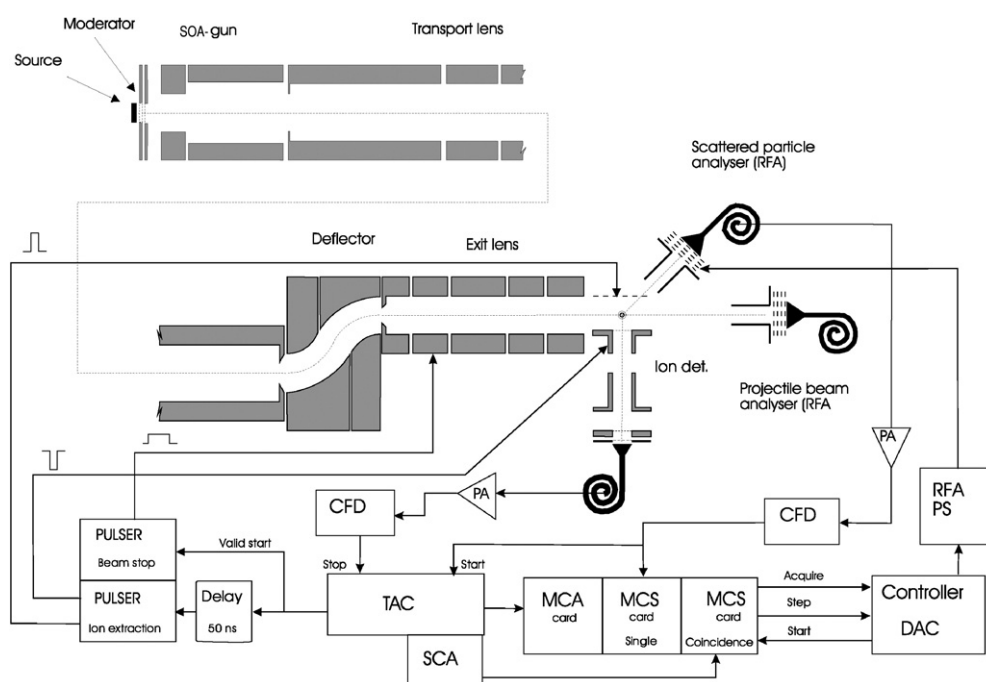 Moderator
SOA-gun
Transport lens
Source
Scattered particle
analyser (RFA)
Deflector
Exit lens
Ion det.
Projectile beam
analyser (RFA
PA
PA
CFD
CFD
RFA
PS
PULSER
Beam stop
Valid start
Stop
Start
PULSER
Ion extraction
Delay
50 ns
TAC
SCA
MCA
card
MCS
card
Single
MCS
card
Coincidence
Acquire
Step
Start
Controller
DAC